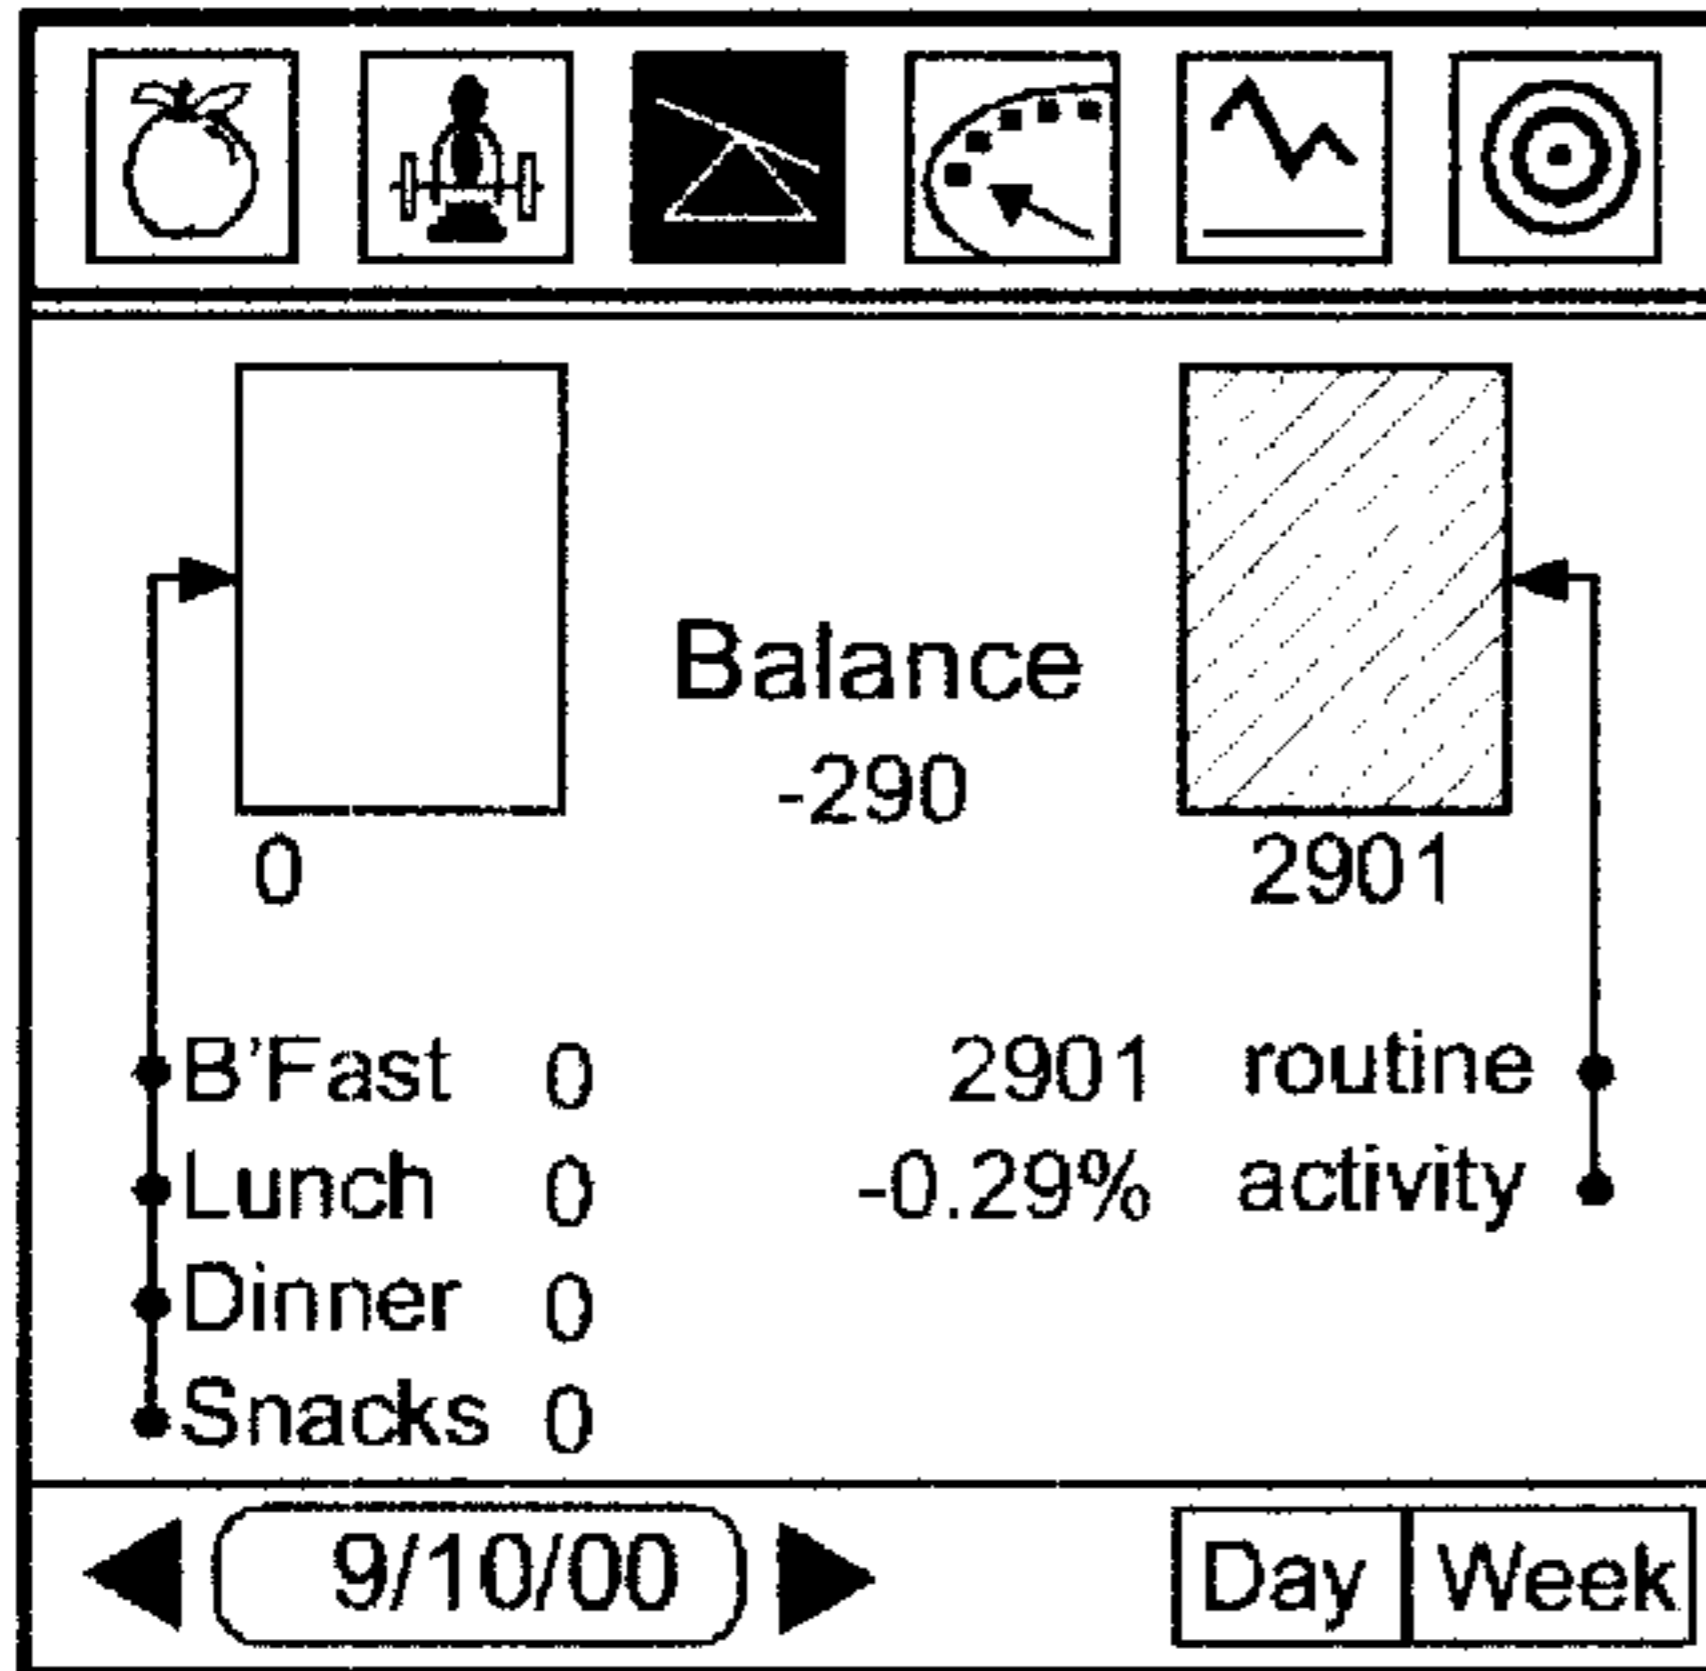 Balance
-290
0 2901
B'Fast 0 2901 routine
Lunch 0 -0.29% activity
Dinner 0
Snacks 0
9/10/00 Day Week